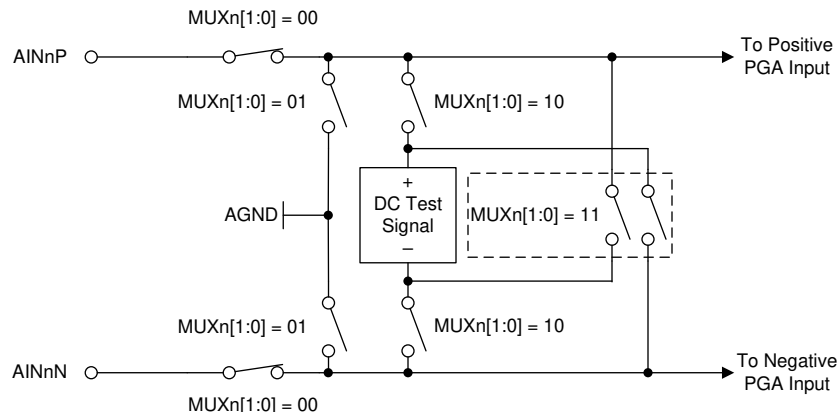 MUXn[1:0] = 00
AINnP
To Positive
PGA Input
MUXn[1:0] = 01
MUXn[1:0] = 10
+
DC Test
Signal
–
AGND
MUXn[1:0] = 11
MUXn[1:0] = 01
MUXn[1:0] = 10
AINnN
To Negative
PGA Input
MUXn[1:0] = 00